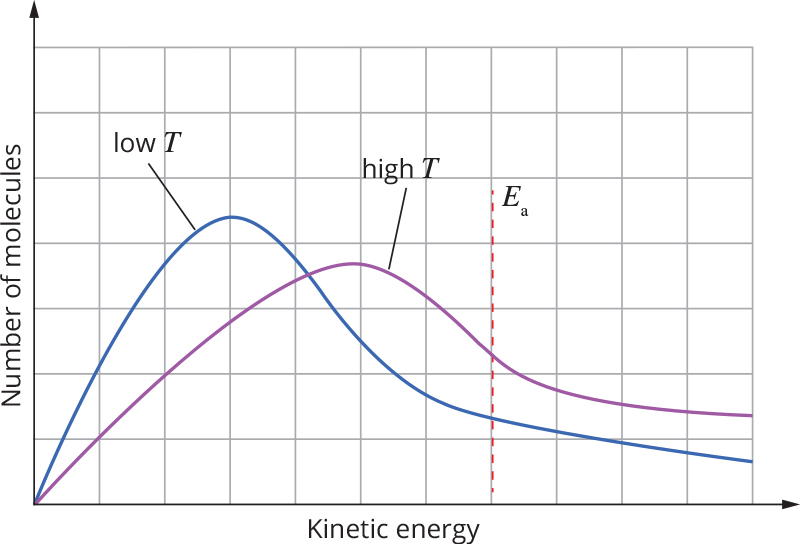 low T
high T
Eₐ
Number of molecules
Kinetic energy